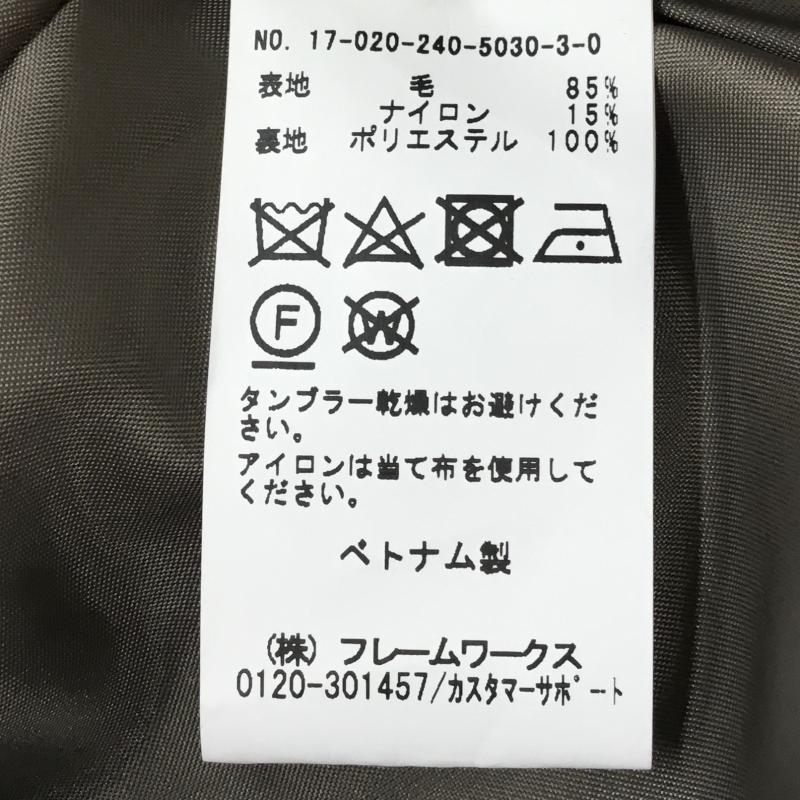 NO. 17-020-240-5030-3-0
表地 毛 85%
ナイロン 15%
裏地 ポリエステル 100%
F W
タンブラー乾燥はお避けくだ
さい。
アイロンは当て布を使用して
ください。
ベトナム製
(株) フレームワークス
0120-301457/カスタマーサポート